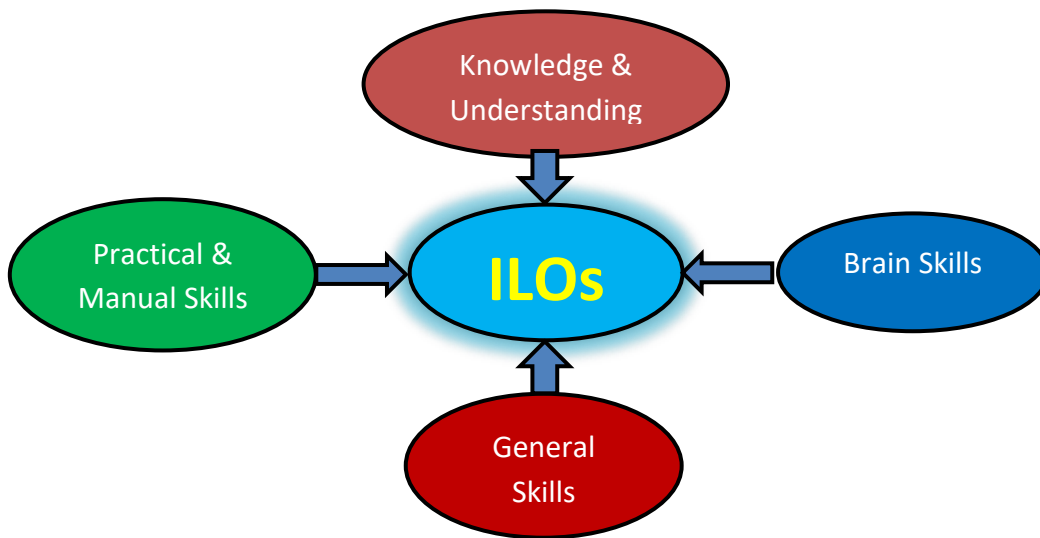 Knowledge &
Understanding
Practical &
Manual Skills
ILOs
Brain Skills
General
Skills